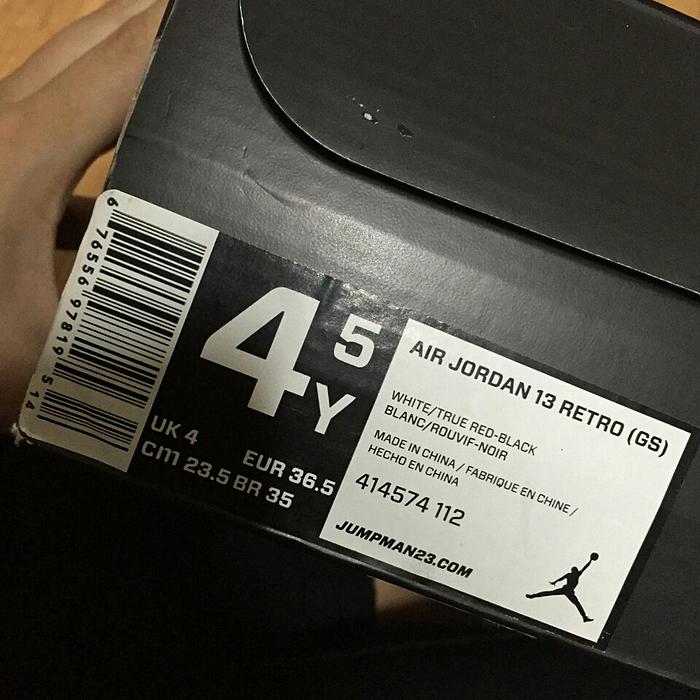 6 76556 97819 514
4 5
Y
UK 4
EUR 36.5
cm 23.5 BR 35
AIR JORDAN 13 RETRO (GS)
WHITE/TRUE RED-BLACK
BLANC/ROUVIF-NOIR
MADE IN CHINA / FABRIQUE EN CHINE /
HECHO EN CHINA
414574 112
JUMPMAN23.COM